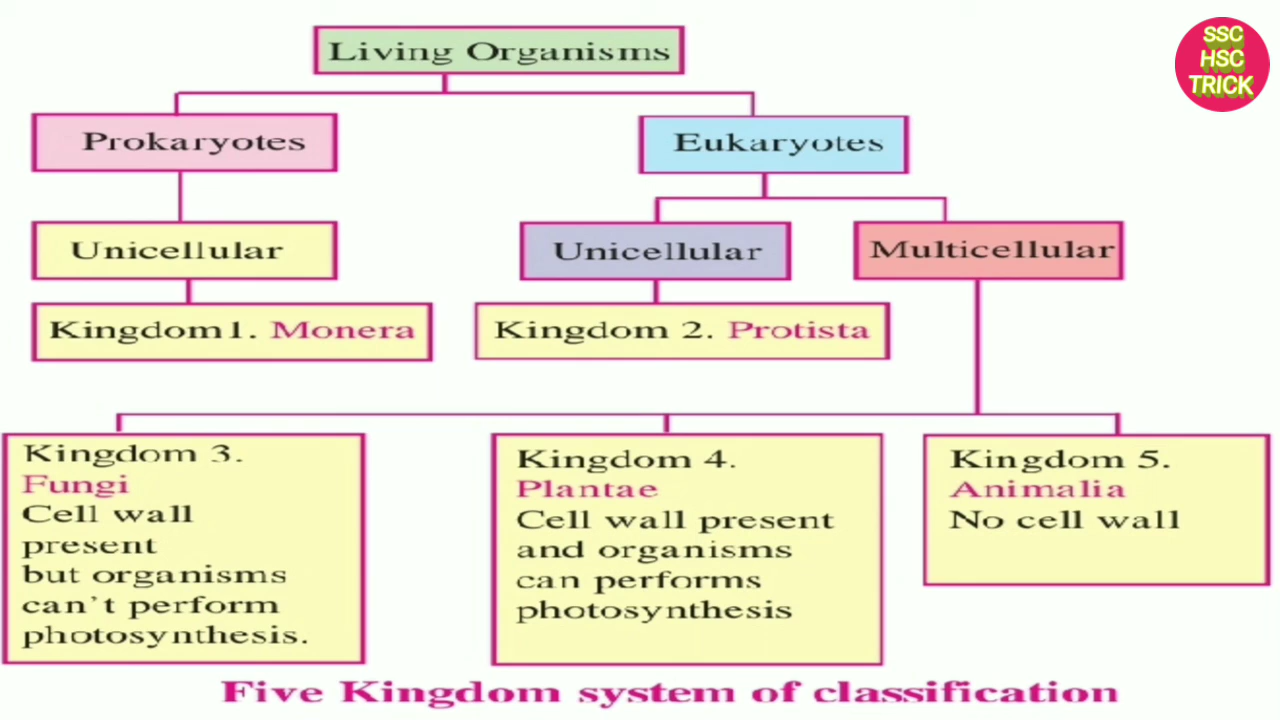 Living Organisms
SSC
HSC
TRICK
Prokaryotes
Eukaryotes
Unicellular
Unicellular
Multicellular
Kingdom1. Monera
Kingdom 2. Protista
Kingdom 3.
Fungi
Cell wall
present
but organisms
can't perform
photosynthesis.
Kingdom 4.
Plantae
Cell wall present
and organisms
can performs
photosynthesis
Kingdom 5.
Animalia
No cell wall
Five Kingdom system of classification